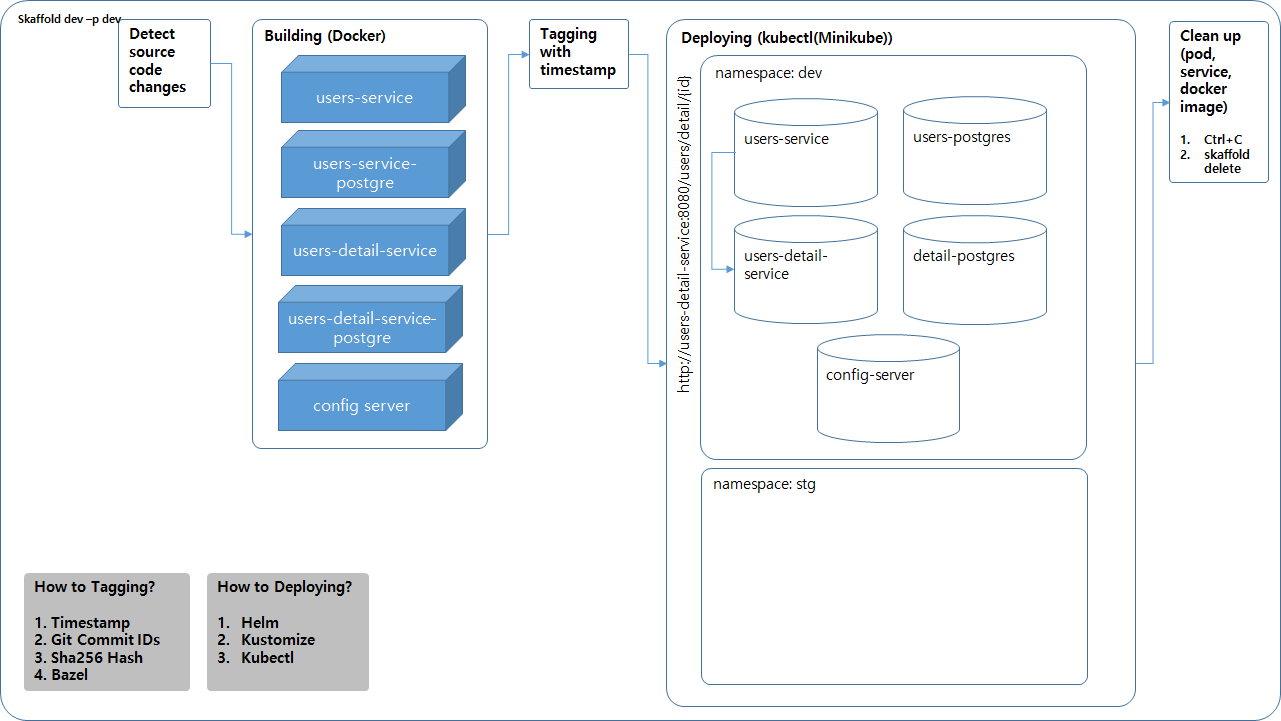 Skaffold dev –p dev
Detect
source
code
changes
Building (Docker)
users-service
users-service-
postgre
users-detail-service
users-detail-service-
postgre
config server
Tagging
with
timestamp
Deploying (kubectl(Minikube))
http://users-detail-service:8080/users/detail/{id}
namespace: dev
users-service
users-postgres
users-detail-
service
detail-postgres
config-server
namespace: stg
Clean up
(pod,
service,
docker
image)
1. Ctrl+C
2. skaffold
delete
How to Tagging?
1. Timestamp
2. Git Commit IDs
3. Sha256 Hash
4. Bazel
How to Deploying?
1. Helm
2. Kustomize
3. Kubectl